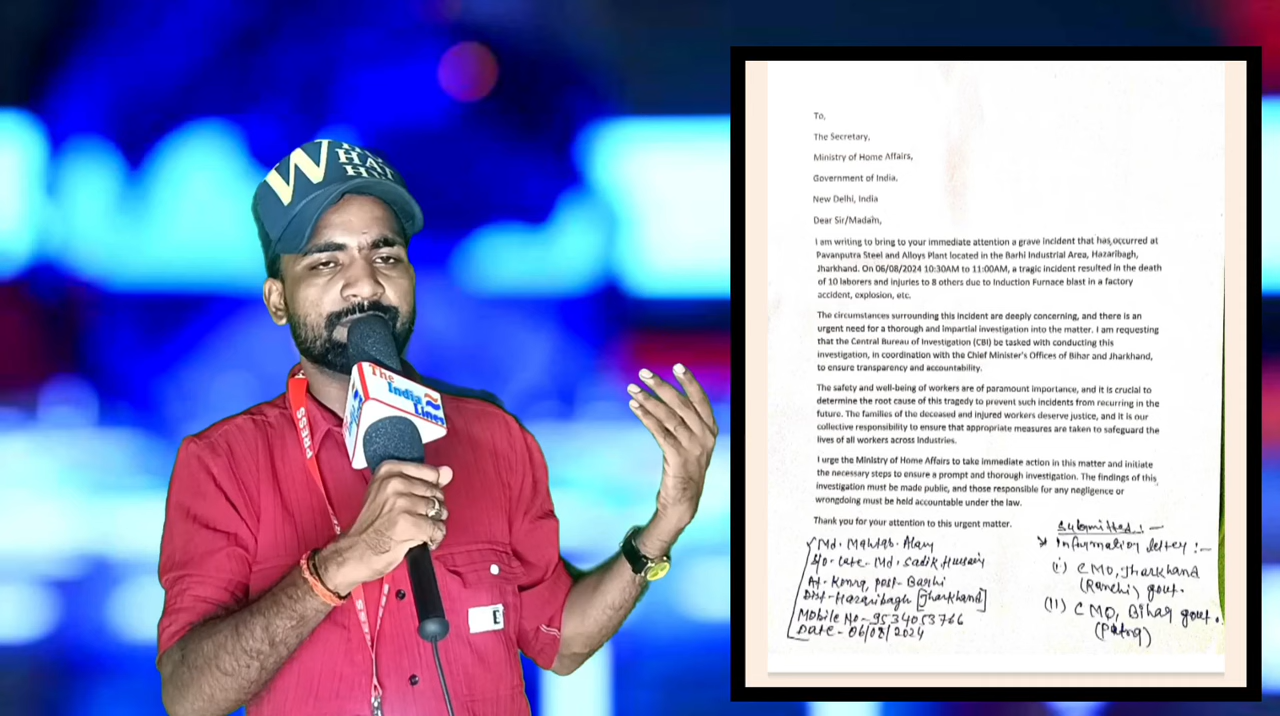 W
HAT
PRESS
The
India
Line
E
To,
The Secretary,
Ministry of Home Affairs,
Government of India.
New Delhi, India
Dear Sir/Madam,
I am writing to bring to your immediate attention a grave incident that has occurred at
Pavanputra Steel and Alloys Plant located in the Barhi Industrial Area, Hazaribagh,
Jharkhand. On 06/08/2024 10:30AM to 11:00AM, a tragic incident resulted in the death
of 10 laborers and injuries to 8 others due to Induction Furnace blast in a factory
accident, explosion, etc.
The circumstances surrounding this incident are deeply concerning, and there is an
urgent need for a thorough and impartial investigation into the matter. I am requesting
that the Central Bureau of Investigation (CBI) be tasked with conducting this
investigation, in coordination with the Chief Minister's Offices of Bihar and Jharkhand,
to ensure transparency and accountability.
The safety and well-being of workers are of paramount importance, and it is crucial to
determine the root cause of this tragedy to prevent such incidents from recurring in the
future. The families of the deceased and injured workers deserve justice, and it is our
collective responsibility to ensure that appropriate measures are taken to safeguard the
lives of all workers across Industries.
I urge the Ministry of Home Affairs to take immediate action in this matter and initiate
the necessary steps to ensure a prompt and thorough investigation. The findings of this
investigation must be made public, and those responsible for any negligence or
wrongdoing must be held accountable under the law.
Thank you for your attention to this urgent matter.
Md. Mahtab. Alam
S/o. Late. Md. Sadik Hussain
At- Konra, post- Barhi
Dist- Hazaribagh [Jharkhand]
Mobile No - 9534053766
Date - 06/08/2024
Submitted :-
* Information letter :-
(i) CMO, Jharkhand
(Ranchi) govt.
(II) CMO, Bihar govt.
(Patna)